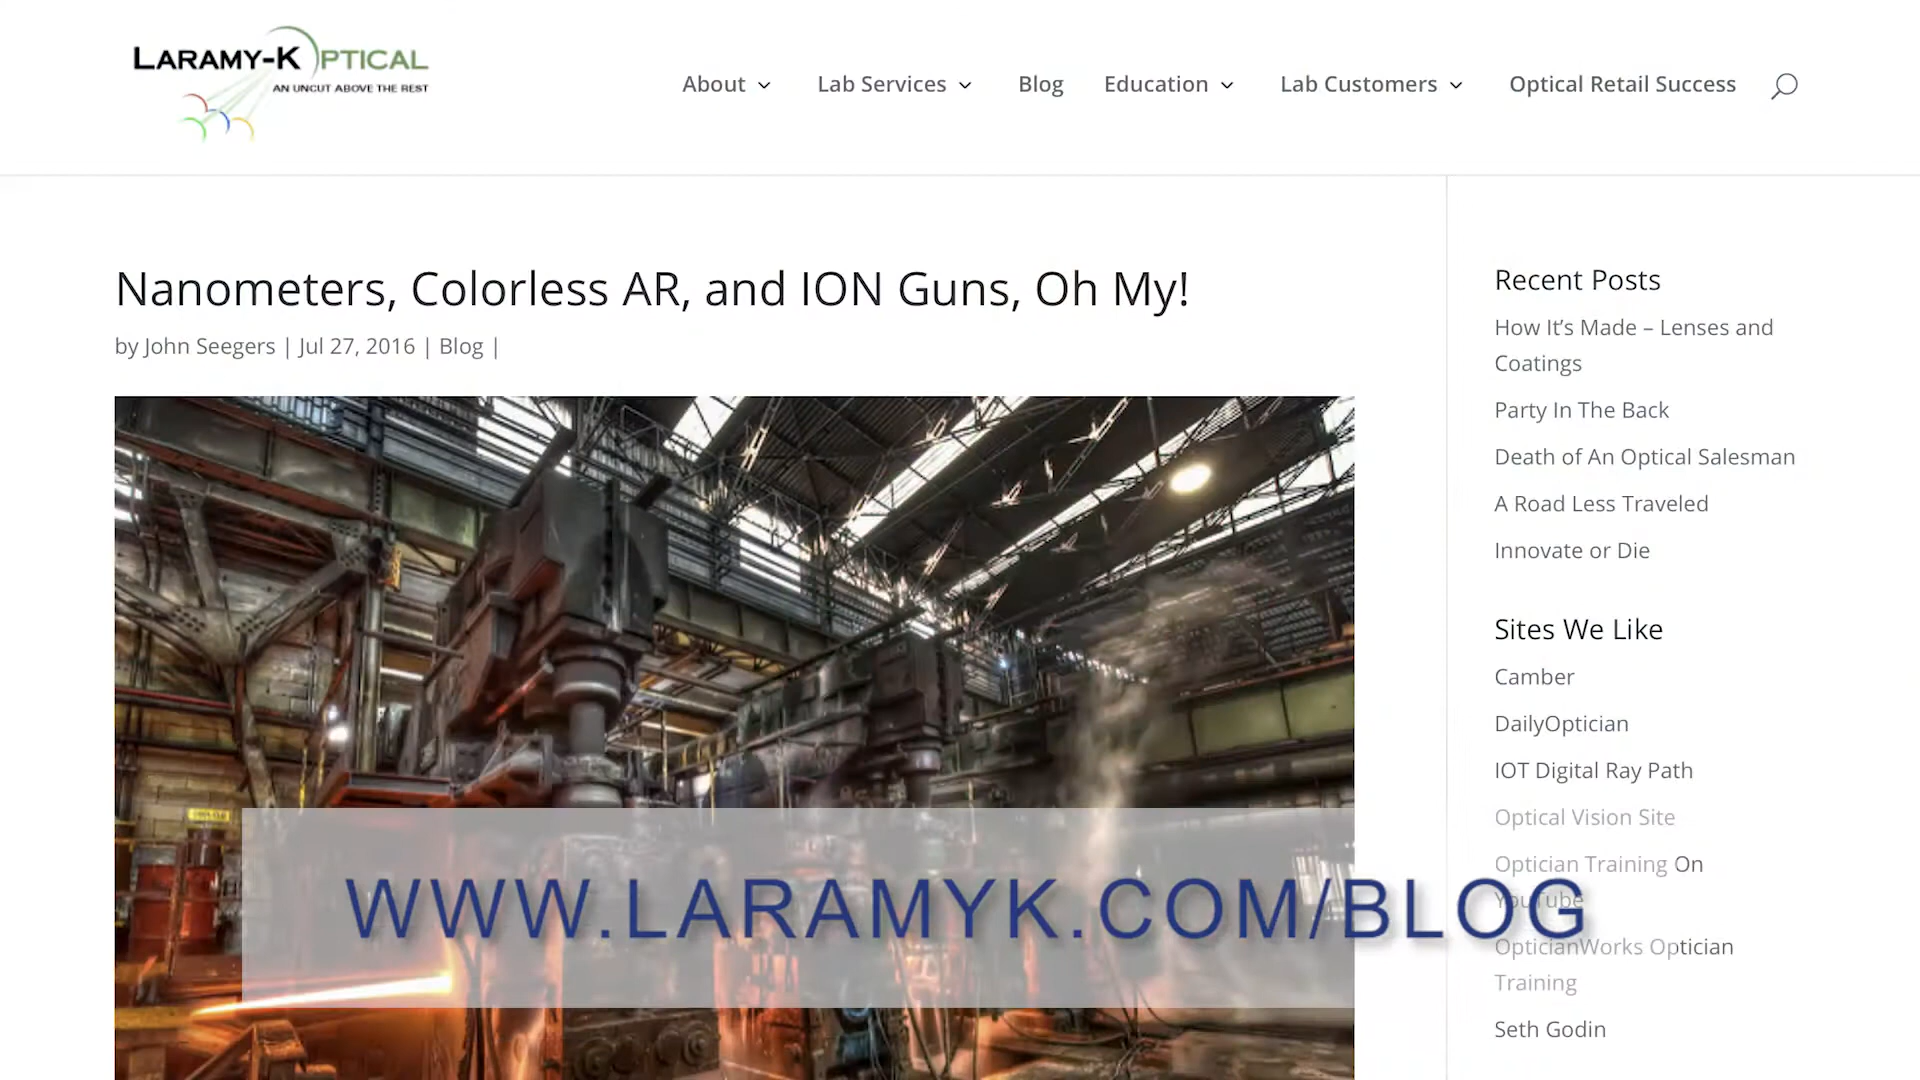 LARAMY-K OPTICAL
AN UNCUT ABOVE THE REST
About
Lab Services
Blog
Education
Lab Customers
Optical Retail Success
Nanometers, Colorless AR, and ION Guns, Oh My!
by John Seegers | Jul 27, 2016 | Blog |
WWW.LARAMYK.COM/BLOG
Recent Posts
How It’s Made – Lenses and
Coatings
Party In The Back
Death of An Optical Salesman
A Road Less Traveled
Innovate or Die
Sites We Like
Camber
DailyOptician
IOT Digital Ray Path
Optical Vision Site
Optician Training On
YouTube
OpticianWorks Optician
Training
Seth Godin